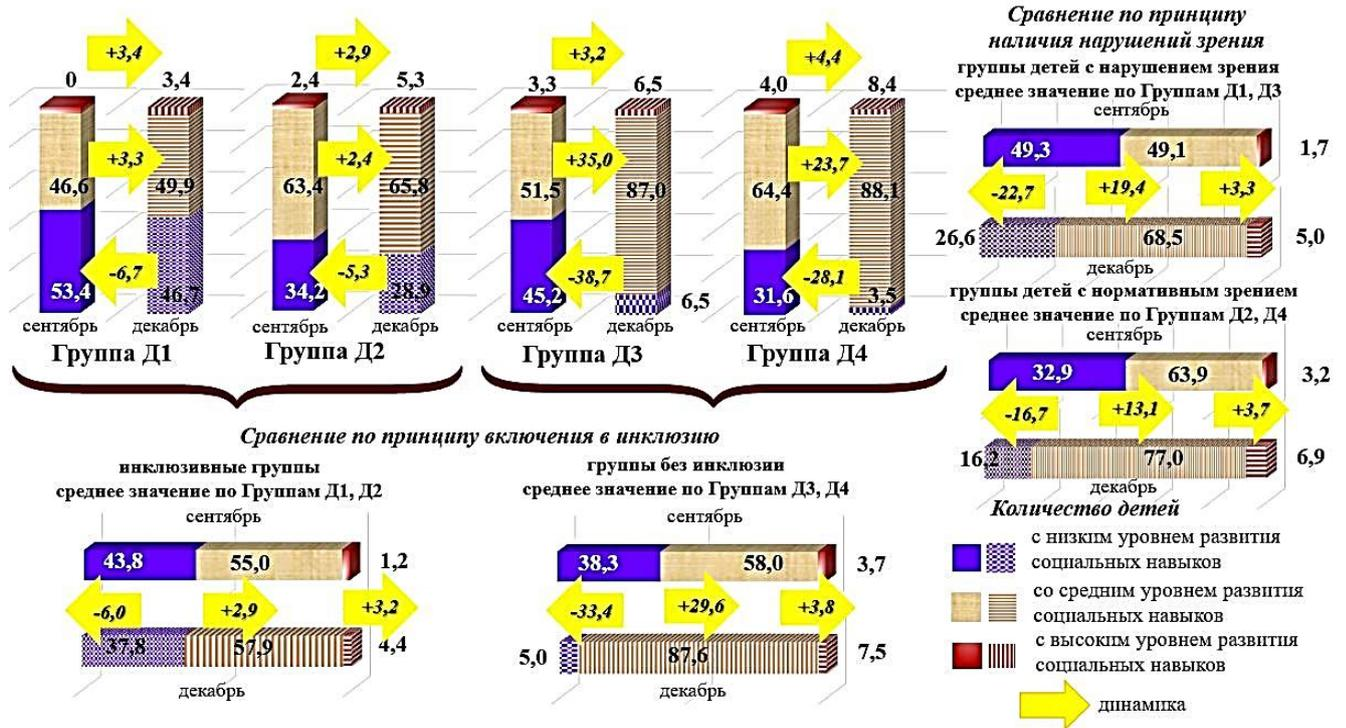 +3,4
+2,9
+3,2
+4,4
0
3,4
2,4
5,3
3,3
6,5
4,0
8,4
+3,3
+2,4
+35,0
+23,7
46,6
49,9
63,4
65,8
51,5
87,0
64,4
88,1
-6,7
-5,3
-38,7
-28,1
53,4
46,7
34,2
28,9
45,2
6,5
31,6
3,5
сентябрь декабрь
сентябрь декабрь
сентябрь декабрь
сентябрь декабрь
Группа Д1
Группа Д2
Группа Д3
Группа Д4
Сравнение по принципу включения в инклюзию
инклюзивные группы
среднее значение по Группам Д1, Д2
сентябрь
43,8
55,0
1,2
-6,0
+2,9
+3,2
37,8
57,9
4,4
декабрь
группы без инклюзии
среднее значение по Группам Д3, Д4
сентябрь
38,3
58,0
3,7
-33,4
+29,6
+3,8
5,0
87,6
7,5
декабрь
Сравнение по принципу
наличия нарушений зрения
группы детей с нарушением зрения
среднее значение по Группам Д1, Д3
сентябрь
49,3
49,1
1,7
-22,7
+19,4
+3,3
26,6
68,5
5,0
декабрь
группы детей с нормативным зрением
среднее значение по Группам Д2, Д4
сентябрь
32,9
63,9
3,2
-16,7
+13,1
+3,7
16,2
77,0
6,9
декабрь
Количество детей
с низким уровнем развития
социальных навыков
со средним уровнем развития
социальных навыков
с высоким уровнем развития
социальных навыков
динамика